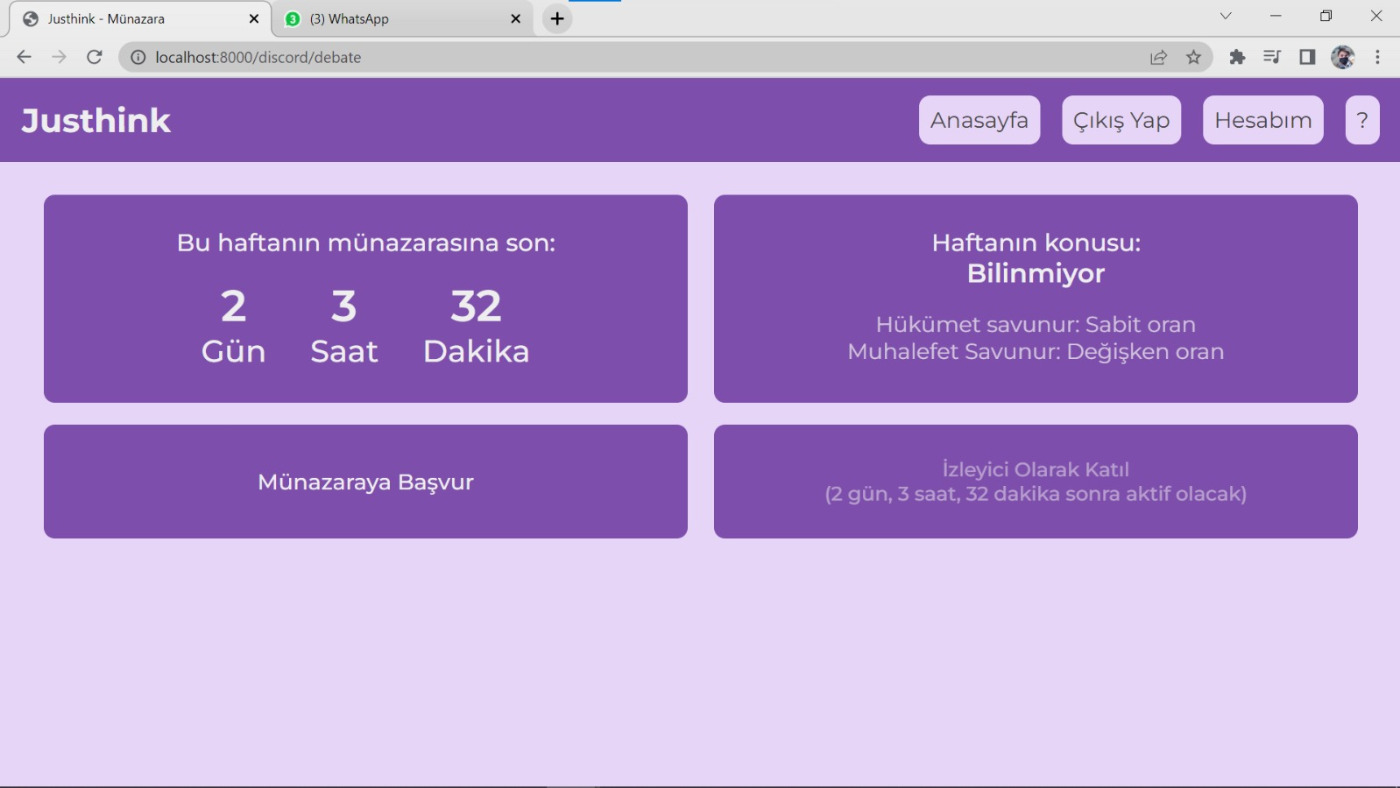 Justhink - Münazara
3
(3) WhatsApp
localhost:8000/discord/debate
Justhink
Anasayfa
Çıkış Yap
Hesabım
?
Bu haftanın münazarasına son:
2 3 32
Gün Saat Dakika
Haftanın konusu:
Bilinmiyor
Hükümet savunur: Sabit oran
Muhalefet Savunur: Değişken oran
Münazaraya Başvur
İzleyici Olarak Katıl
(2 gün, 3 saat, 32 dakika sonra aktif olacak)